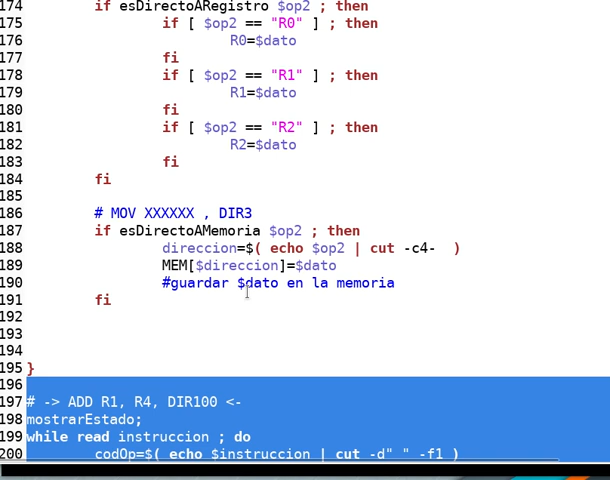 174 if esDirectoARegistro $op2 ; then
175 if [ $op2 == "R0" ] ; then
176 R0=$dato
177 fi
178 if [ $op2 == "R1" ] ; then
179 R1=$dato
180 fi
181 if [ $op2 == "R2" ] ; then
182 R2=$dato
183 fi
184 fi
185
186 # MOV XXXXXX , DIR3
187 if esDirectoAMemoria $op2 ; then
188 direccion=$( echo $op2 | cut -c4- )
189 MEM[$direccion]=$dato
190 #guardar $dato en la memoria
191 fi
192
193
194
195 }
196
197 # -> ADD R1, R4, DIR100 <-
198 mostrarEstado;
199 while read instruccion ; do
200 codOp=$( echo $instruccion | cut -d" " -f1 )